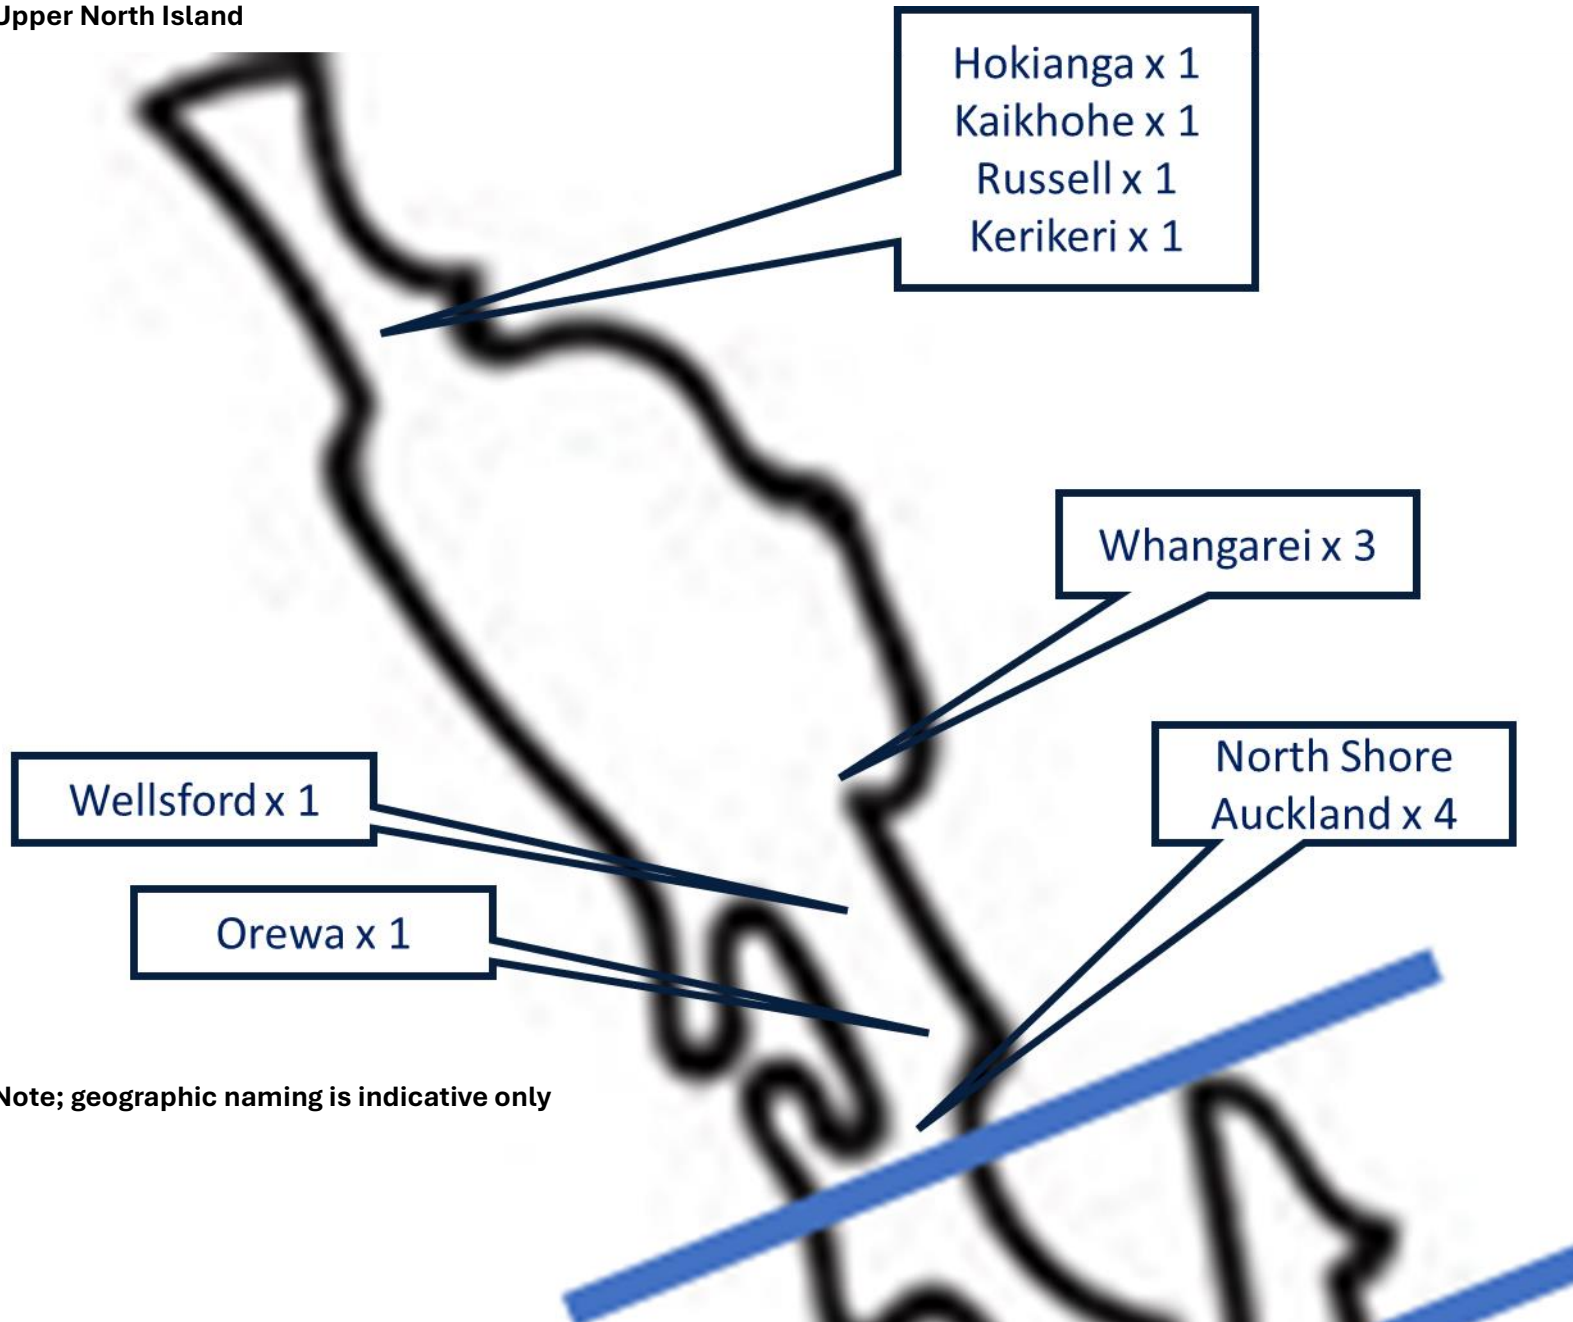 Upper North Island
Hokianga x 1
Kaikhohe x 1
Russell x 1
Kerikeri x 1
Whangarei x 3
North Shore
Auckland x 4
Wellsford x 1
Orewa x 1
Note; geographic naming is indicative only